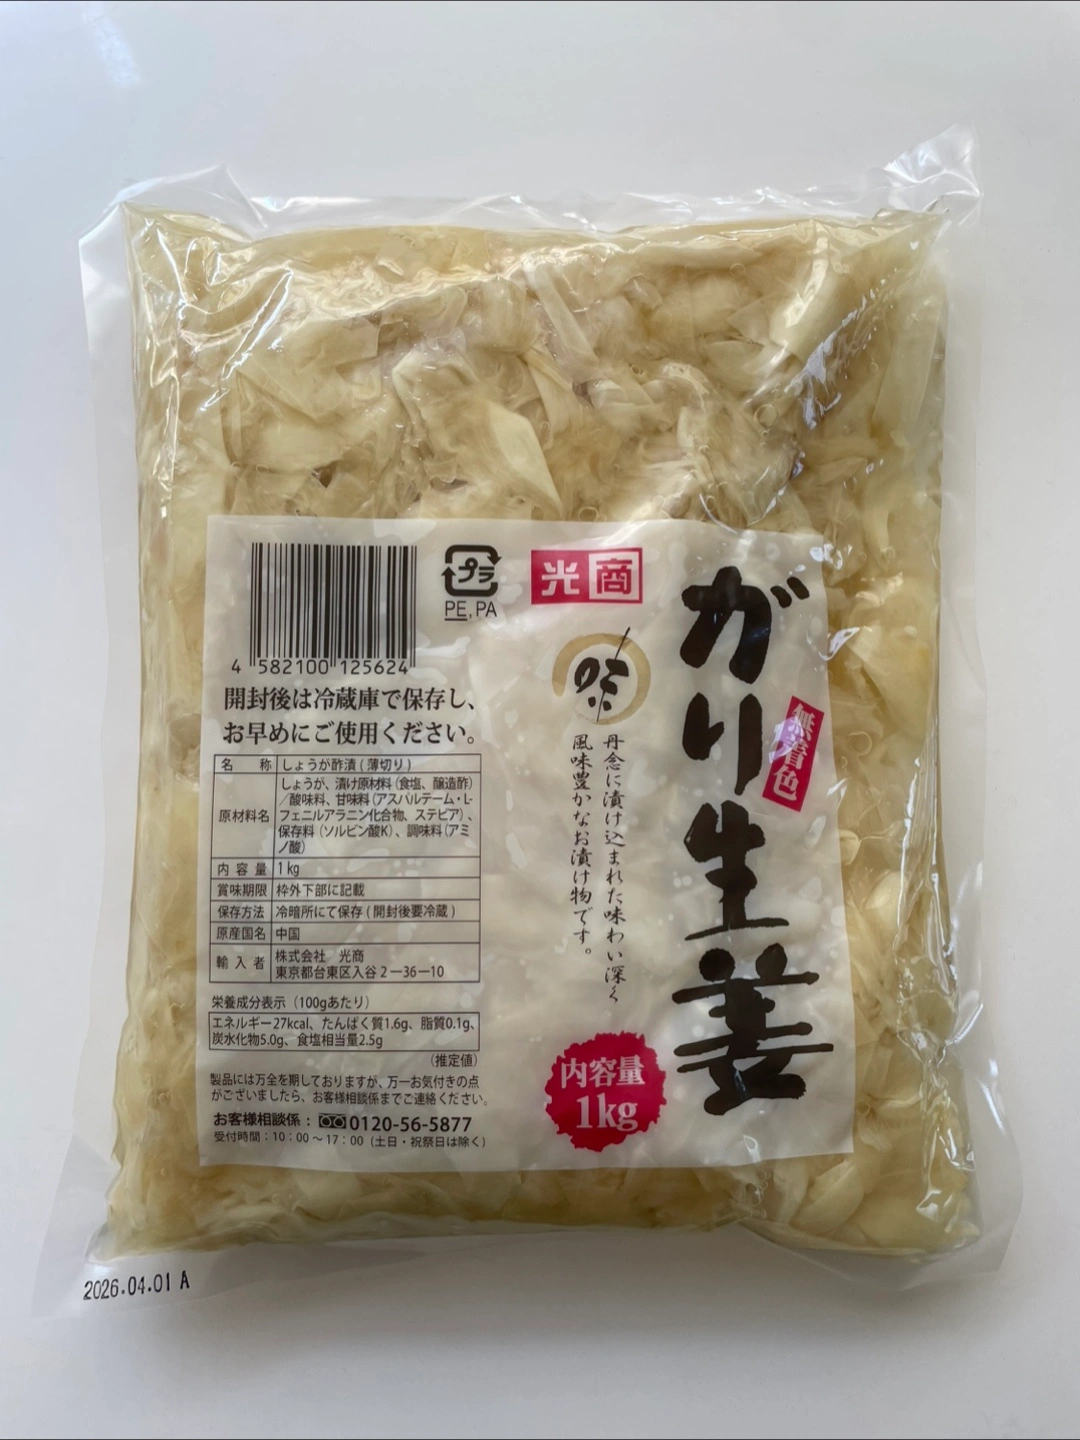 4 582100 125624
プラ
PE, PA
光商
開封後は冷蔵庫で保存し、
お早めにご使用ください。
名 称 しょうが酢漬(薄切り)
原材料名 しょうが、漬け原材料(食塩、醸造酢)
/酸味料、甘味料(アスパルテーム・L-
フェニルアラニン化合物、ステビア)、
保存料(ソルビン酸K)、調味料(アミ
ノ酸)
内容量 1kg
賞味期限 枠外下部に記載
保存方法 冷暗所にて保存(開封後要冷蔵)
原産国名 中国
輸入者 株式会社 光商
東京都台東区入谷2-36-10
栄養成分表示(100gあたり)
エネルギー27kcal、たんぱく質1.6g、脂質0.1g、
炭水化物5.0g、食塩相当量2.5g
(推定値)
製品には万全を期しておりますが、万一お気付きの点
がございましたら、お客様相談係までご連絡ください。
お客様相談係:0120-56-5877
受付時間:10:00~17:00(土日・祝祭日は除く)
がり生姜
無着色
味
丹念に漬け込まれた味わい深く
風味豊かなお漬け物です。
内容量
1kg
2026.04.01 A